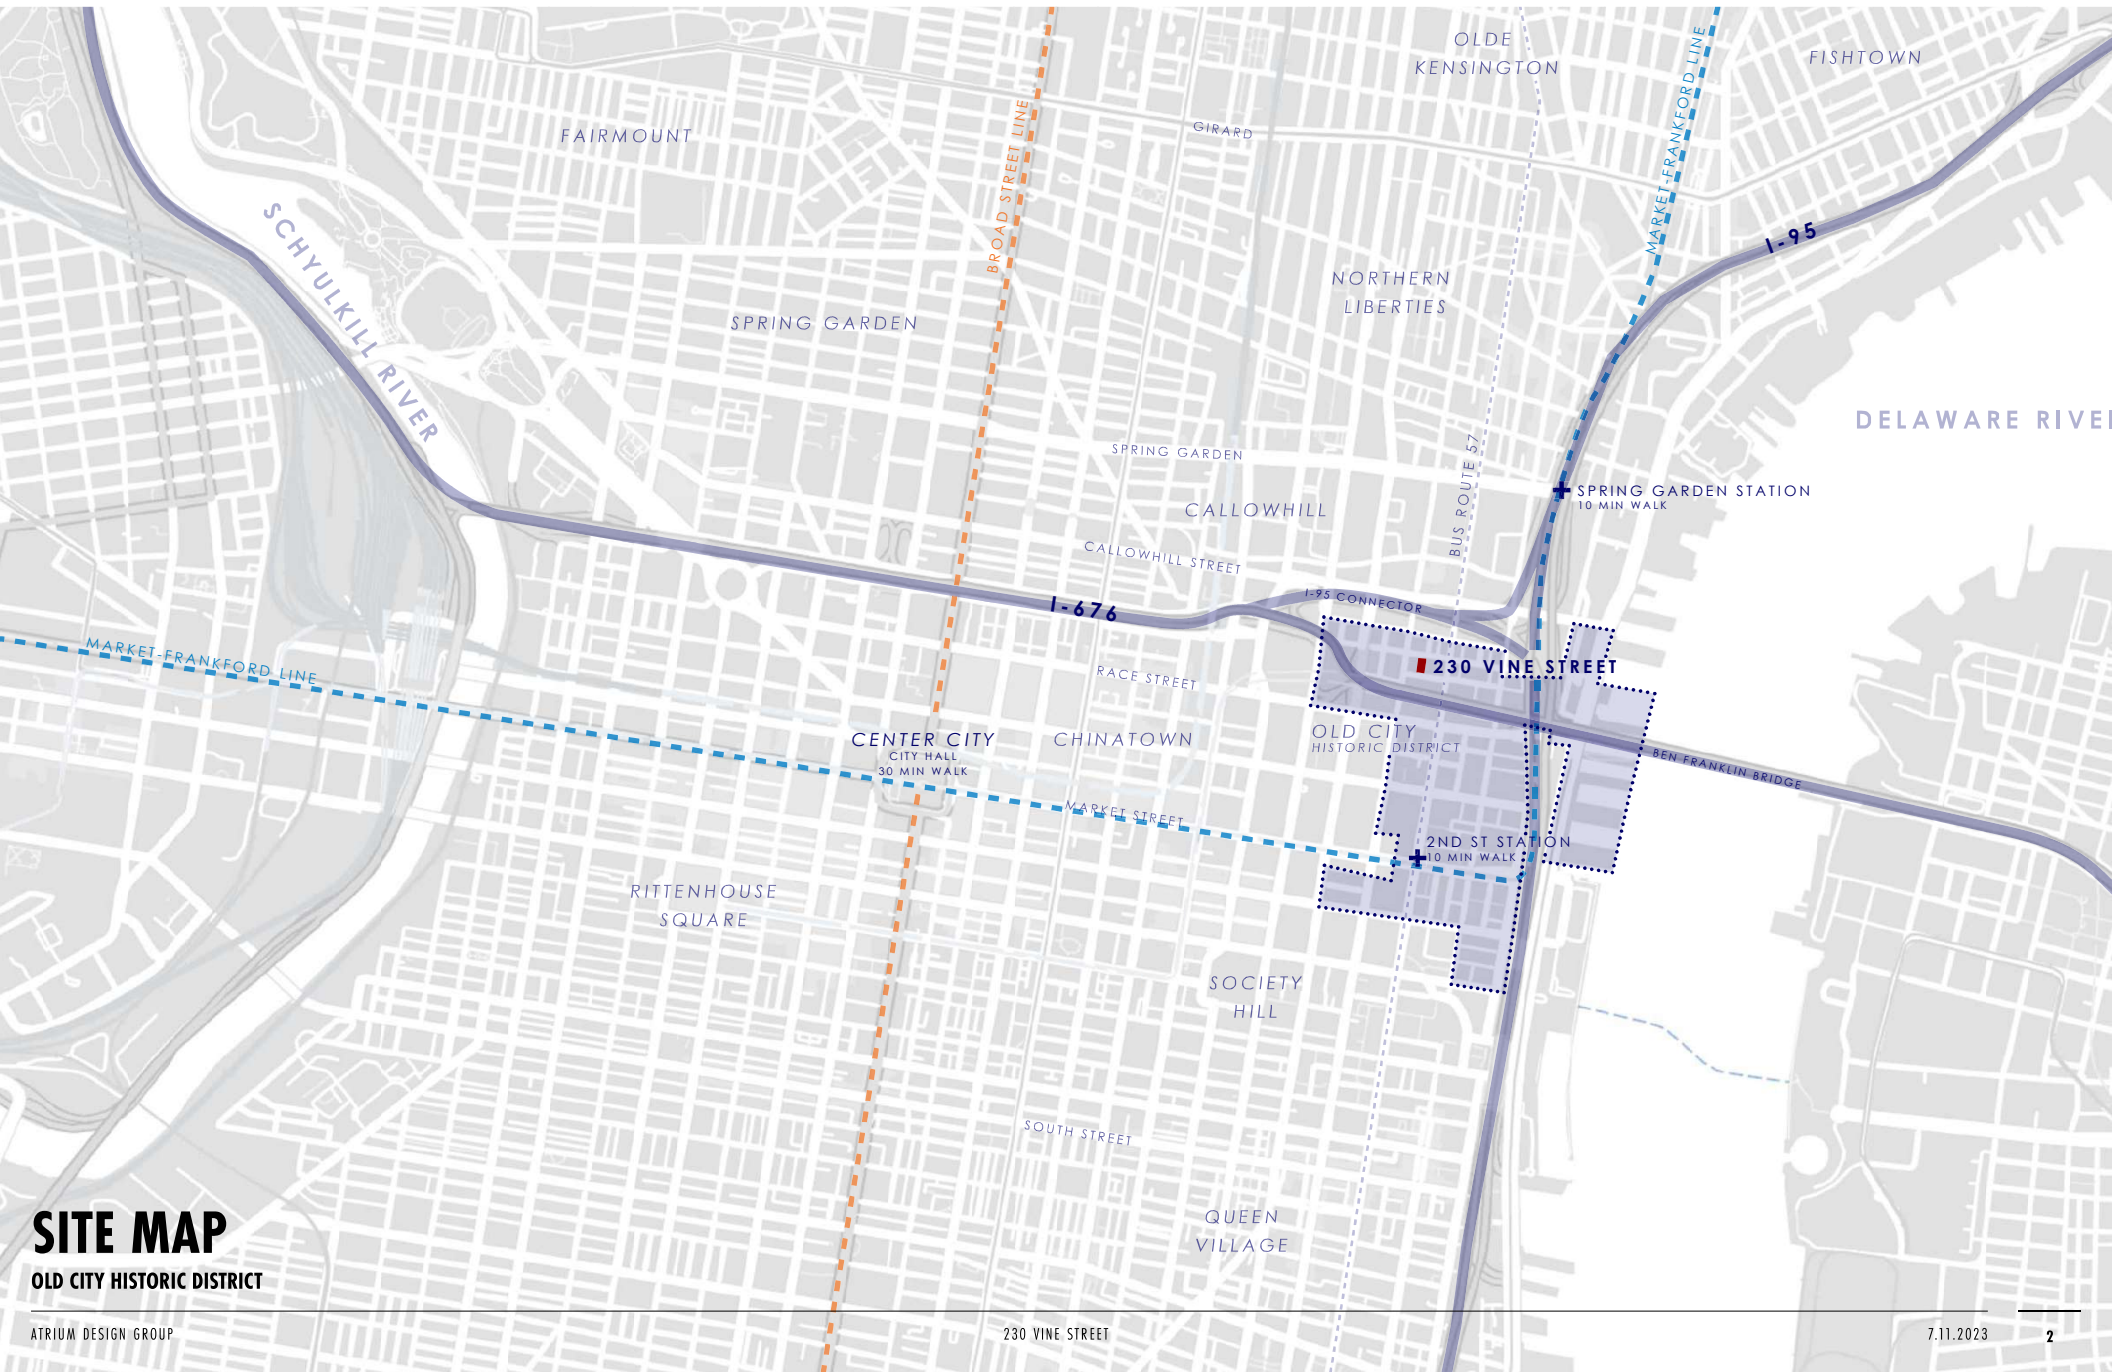 OLDE
KENSINGTON
FISHTOWN
MARKET-FRANKFORD LINE
FAIRMOUNT
BROAD STREET LINE
GIRARD
SCHYULKILL RIVER
I-95
NORTHERN
LIBERTIES
SPRING GARDEN
DELAWARE RIVE
SPRING GARDEN
BUS ROUTE 57
SPRING GARDEN STATION
10 MIN WALK
CALLOWHILL
CALLOWHILL STREET
I-95 CONNECTOR
I-676
MARKET-FRANKFORD LINE
230 VINE STREET
RACE STREET
OLD CITY
HISTORIC DISTRICT
CENTER CITY
CITY HALL
30 MIN WALK
CHINATOWN
BEN FRANKLIN BRIDGE
MARKET STREET
2ND ST STATION
10 MIN WALK
RITTENHOUSE
SQUARE
SOCIETY
HILL
SOUTH STREET
QUEEN
VILLAGE
SITE MAP
OLD CITY HISTORIC DISTRICT
ATRIUM DESIGN GROUP
230 VINE STREET
7.11.2023
2